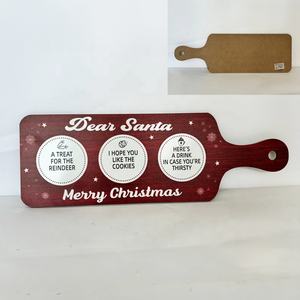 Dear Santa
A TREAT
FOR THE
REINDEER
I HOPE YOU
LIKE THE
COOKIES
HERE'S
A DRINK
IN CASE YOU'RE
THIRSTY
Merry Christmas